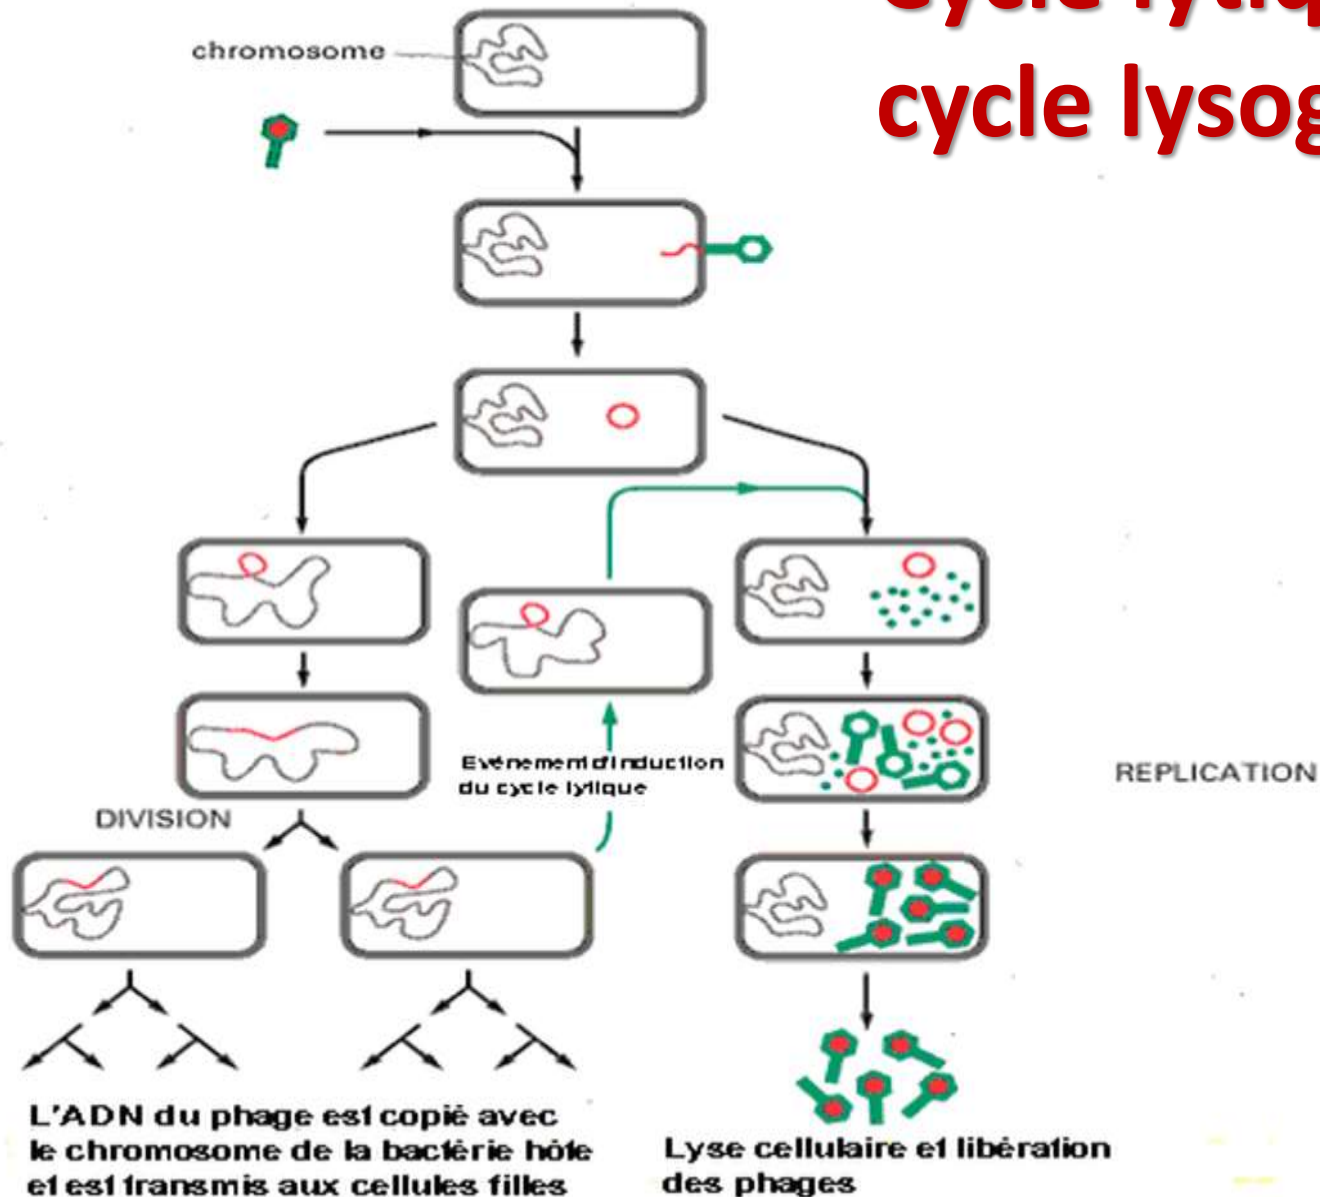 cycle lysog
chromosome
Evénement d'induction
du cycle lytique
REPLICATION
DIVISION
L'ADN du phage est copié avec
le chromosome de la bactérie hôte
et est transmis aux cellules filles
Lyse cellulaire et libération
des phages